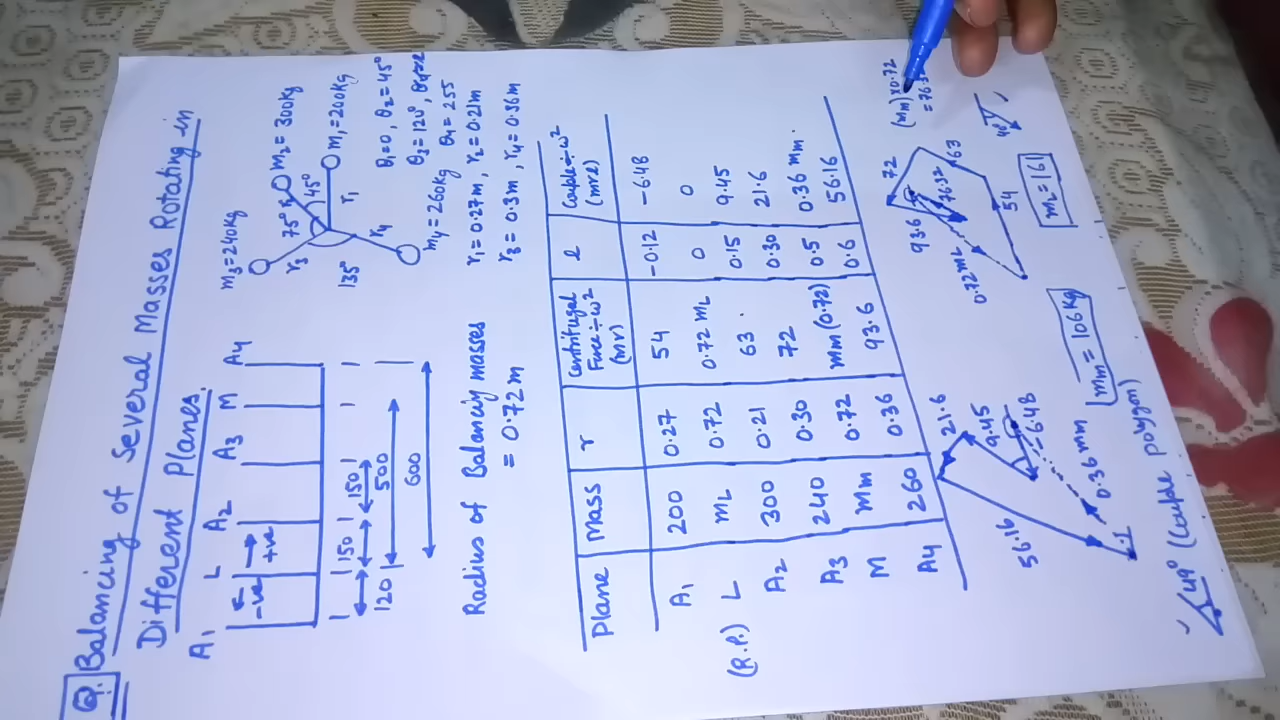 Q. Balancing of Several Masses Rotating in
Different Planes.
A1 L A2 A3 M A4
-ve +ve
150 150
120 500
600
m3=240kg
m2=300kg
75° 45°
r3 r2
r1 m1=200kg
135° r4
m4=260kg
θ1=0, θ2=45°
θ3=120°,
θ4=255
r1=0.27m, r2=0.21m
r3=0.3m, r4=0.36m
Radius of Balancing masses
= 0.72m
Plane Mass r Centrifugal Force÷ω² (mr) l Couple÷ω² (mrl)
A1 200 0.27 54 -0.12 -6.48
(R.P.) L mL 0.72 0.72 mL 0 0
A2 300 0.21 63 0.15 9.45
A3 240 0.30 72 0.30 21.6
M mm 0.72 mm(0.72) 0.5 0.36 mm
A4 260 0.36 93.6 0.6 56.16
56.16 21.6
9.45
-6.48
0.36 mm
mm = 106kg
49° (Couple polygon)
93.6 72
76.32 63
0.72mL 54
(mm)×0.72
mL=161